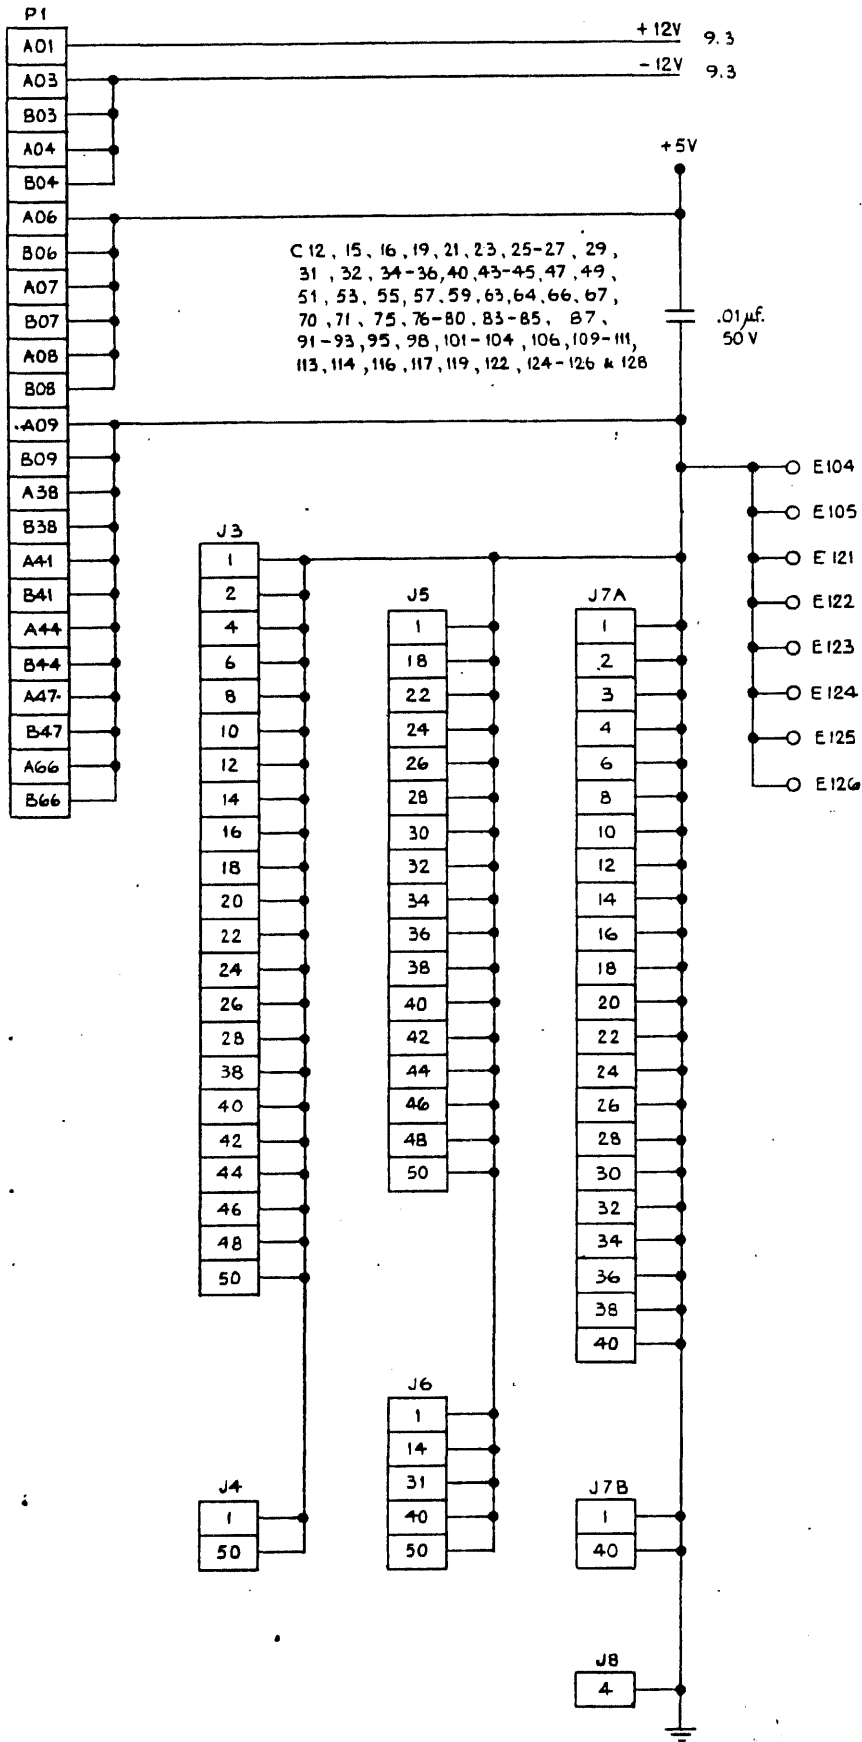 P1
A01
A03
B03
A04
B04
A06
B06
A07
B07
A08
B08
A09
B09
A38
B38
A41
B41
A44
B44
A47
B47
A66
B66
+12V 9.3
-12V 9.3
+5V
C 12, 15, 16, 19, 21, 23, 25-27, 29,
31, 32, 34-36, 40, 43-45, 47, 49,
51, 53, 55, 57, 59, 63, 64, 66, 67,
70, 71, 75, 76-80, 83-85, 87,
91-93, 95, 98, 101-104, 106, 109-111,
113, 114, 116, 117, 119, 122, 124-126 & 128
.01 µf.
50 V
E104
E105
E121
E122
E123
E124
E125
E126
J3
1
2
4
6
8
10
12
14
16
18
20
22
24
26
28
38
40
42
44
46
48
50
J4
1
50
J5
1
18
22
24
26
28
30
32
34
36
38
40
42
44
46
48
50
J6
1
14
31
40
50
J7A
1
2
3
4
6
8
10
12
14
16
18
20
22
24
26
28
30
32
34
36
38
40
J7B
1
40
J8
4